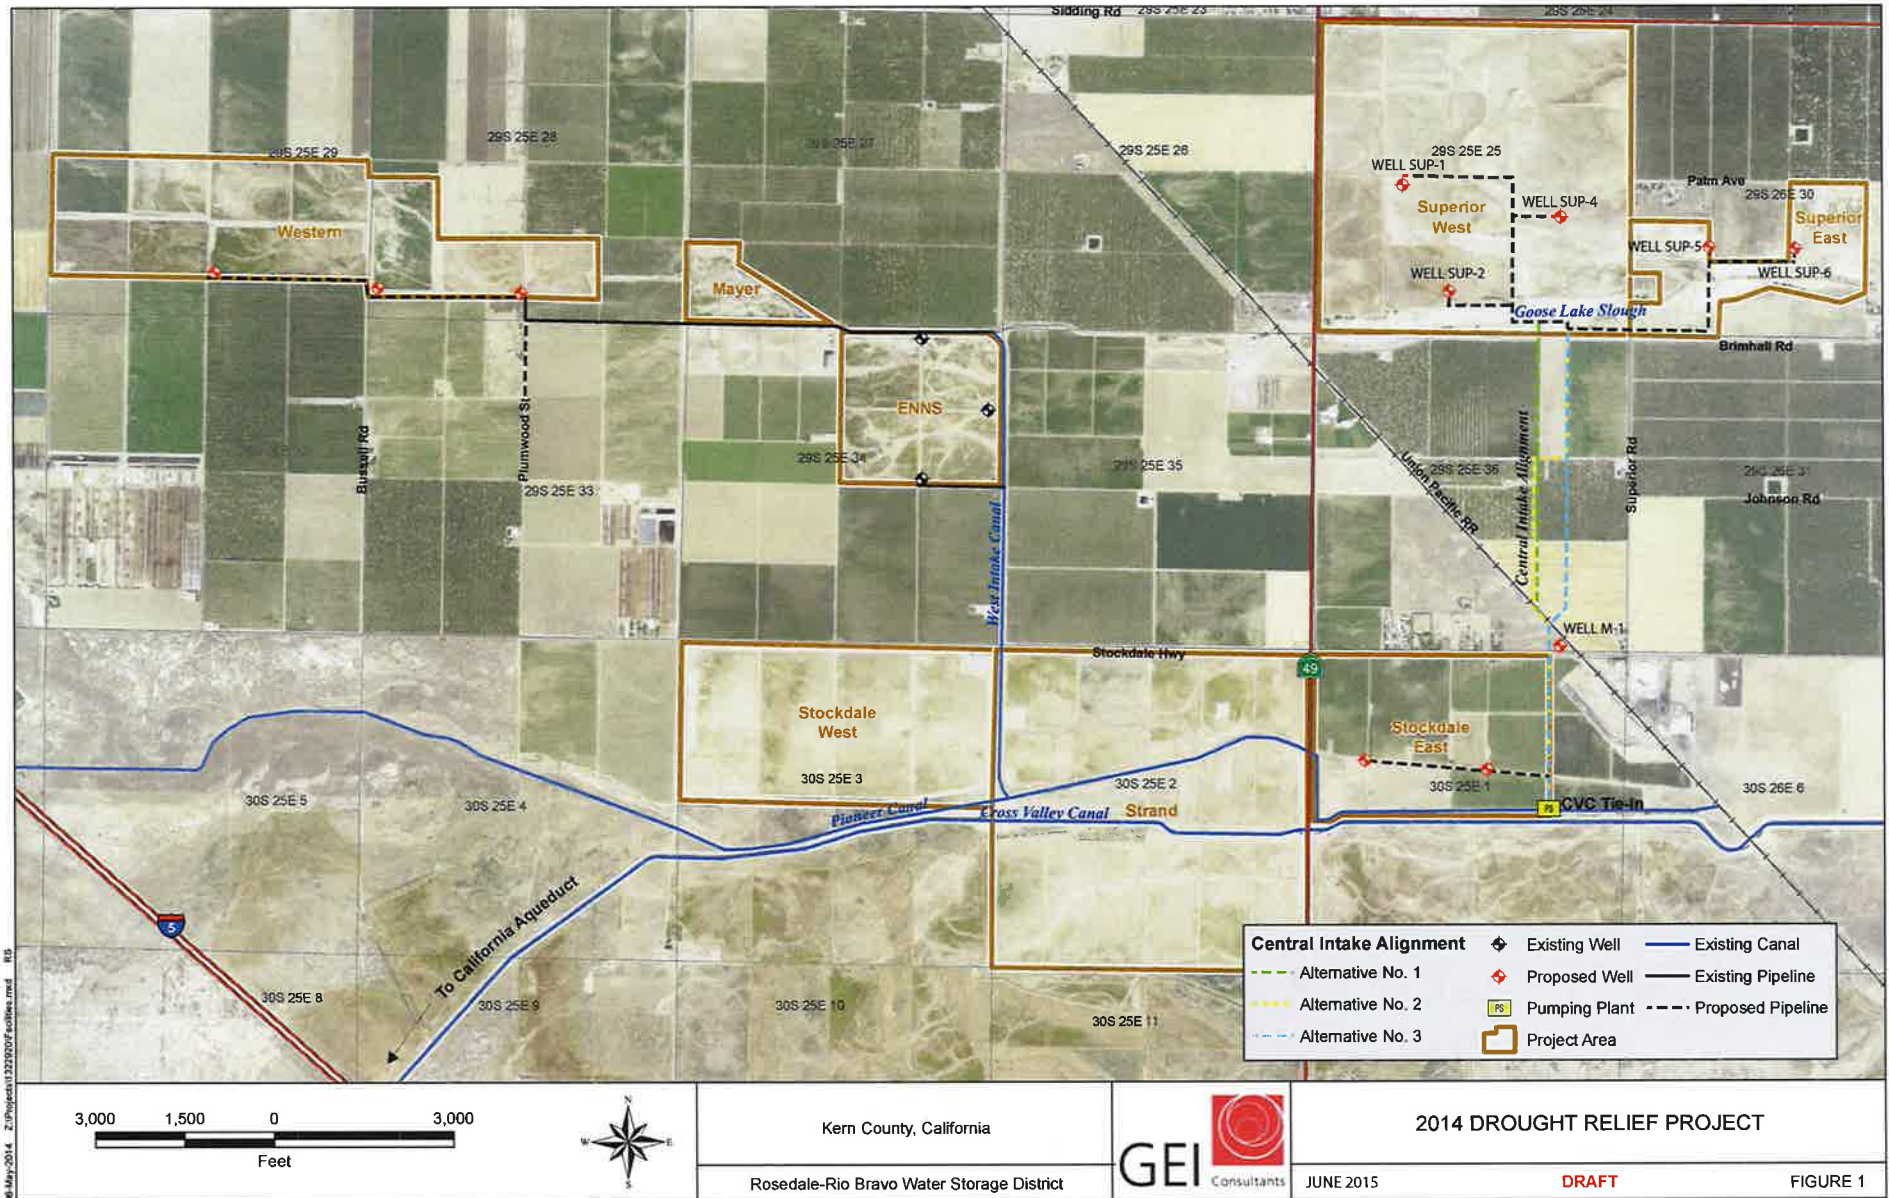 Sidding Rd
29S 25E 23
29S 25E 24
29S 25E 29
29S 25E 28
29S 25E 27
29S 25E 26
29S 25E 25
WELL SUP-1
Superior
West
WELL SUP-4
WELL SUP-2
Palm Ave
29S 26E 30
Superior
East
WELL SUP-5
WELL SUP-6
Goose Lake Slough
Brimhall Rd
Western
Mayer
ENNS
Bussell Rd
Plumwood St
29S 25E 33
29S 25E 34
29S 25E 35
29S 25E 36
29S 26E 31
Johnson Rd
Superior Rd
Union Pacific RR
Central Intake Alignment
West Intake Canal
WELL M-1
Stockdale Hwy
49
Stockdale
West
Stockdale
East
30S 25E 5
30S 25E 4
30S 25E 3
30S 25E 2
30S 25E 1
30S 26E 6
Pioneer Canal
Cross Valley Canal
Strand
PS
CVC Tie-In
5
To California Aqueduct
30S 25E 8
30S 25E 9
30S 25E 10
30S 25E 11
Central Intake Alignment
Alternative No. 1
Alternative No. 2
Alternative No. 3
Existing Well
Proposed Well
PS
Pumping Plant
Project Area
Existing Canal
Existing Pipeline
Proposed Pipeline
3,000 1,500 0 3,000
Feet
N
W E
S
Kern County, California
Rosedale-Rio Bravo Water Storage District
GEI
Consultants
2014 DROUGHT RELIEF PROJECT
JUNE 2015
DRAFT
FIGURE 1